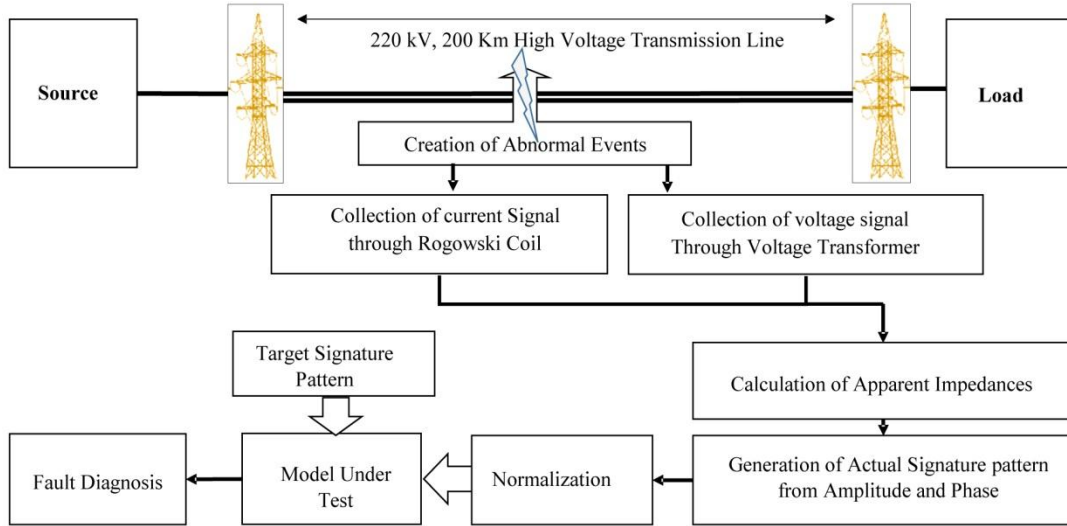 220 kV, 200 Km High Voltage Transmission Line
Source
Load
Creation of Abnormal Events
Collection of current Signal
through Rogowski Coil
Collection of voltage signal
Through Voltage Transformer
Target Signature
Pattern
Calculation of Apparent Impedances
Fault Diagnosis
Model Under
Test
Normalization
Generation of Actual Signature pattern
from Amplitude and Phase